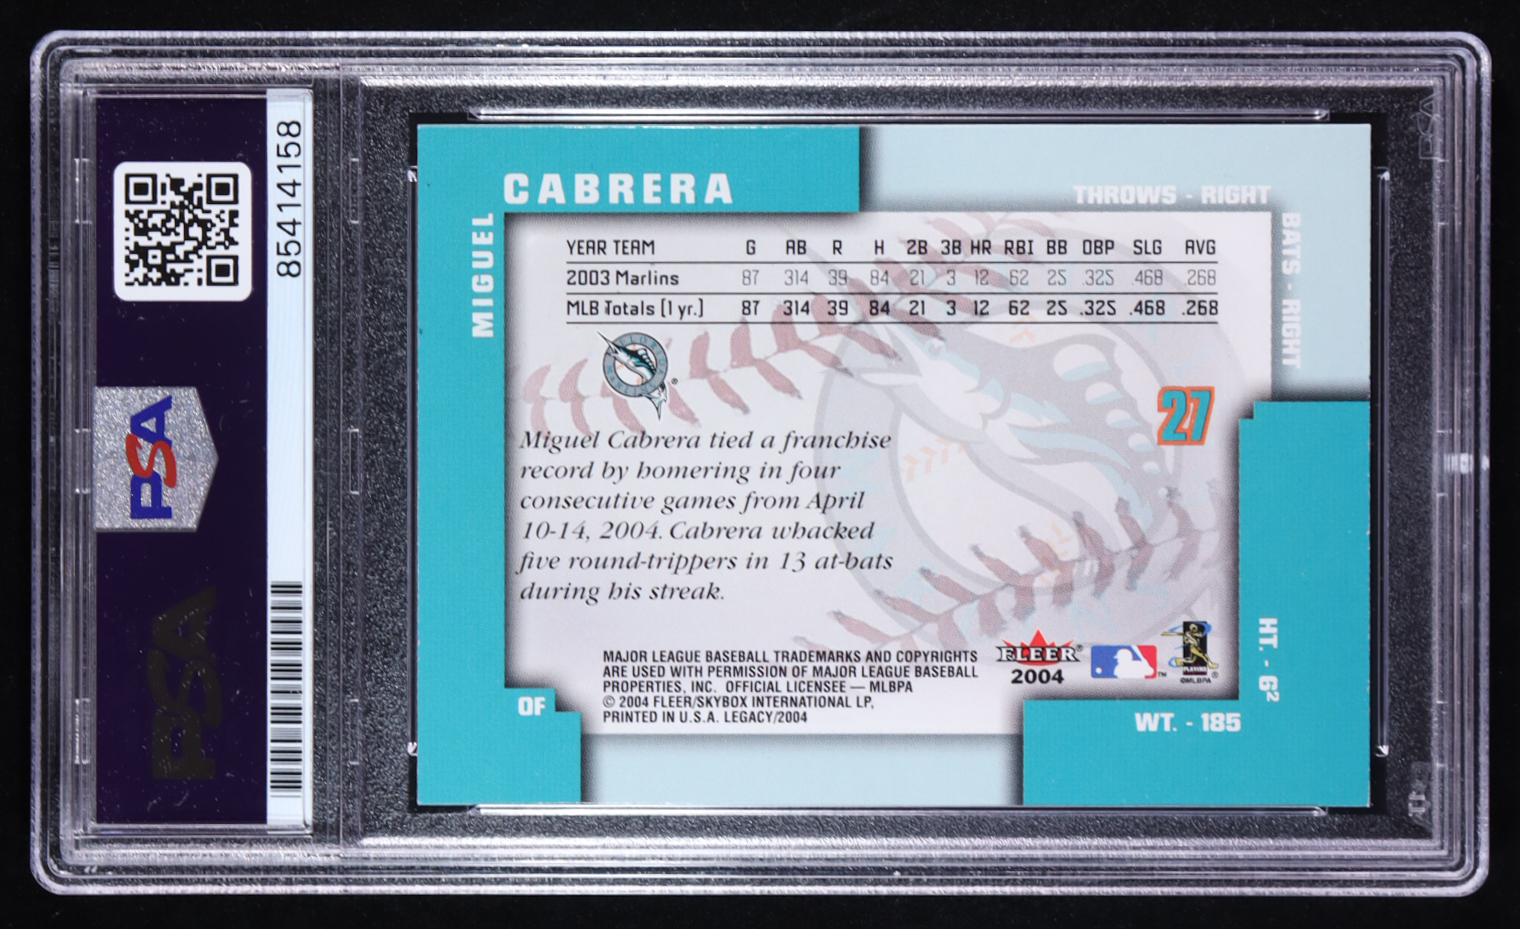 85414158
PSA
PSA
CABRERA
MIGUEL
THROWS - RIGHT
BATS - RIGHT
YEAR TEAM G AB R H 2B 3B HR RBI BB OBP SLG AVG
2003 Marlins 87 314 39 84 21 3 12 62 25 .325 .468 .268
MLB Totals (1 yr.) 87 314 39 84 21 3 12 62 25 .325 .468 .268
27
Miguel Cabrera tied a franchise
record by homering in four
consecutive games from April
10-14, 2004. Cabrera whacked
five round-trippers in 13 at-bats
during his streak.
MAJOR LEAGUE BASEBALL TRADEMARKS AND COPYRIGHTS
ARE USED WITH PERMISSION OF MAJOR LEAGUE BASEBALL
PROPERTIES, INC. OFFICIAL LICENSEE — MLBPA
© 2004 FLEER/SKYBOX INTERNATIONAL LP,
PRINTED IN U.S.A. LEGACY/2004
FLEER®
2004
TM
©MLBPA
OF
HT. - 6²
WT. - 185